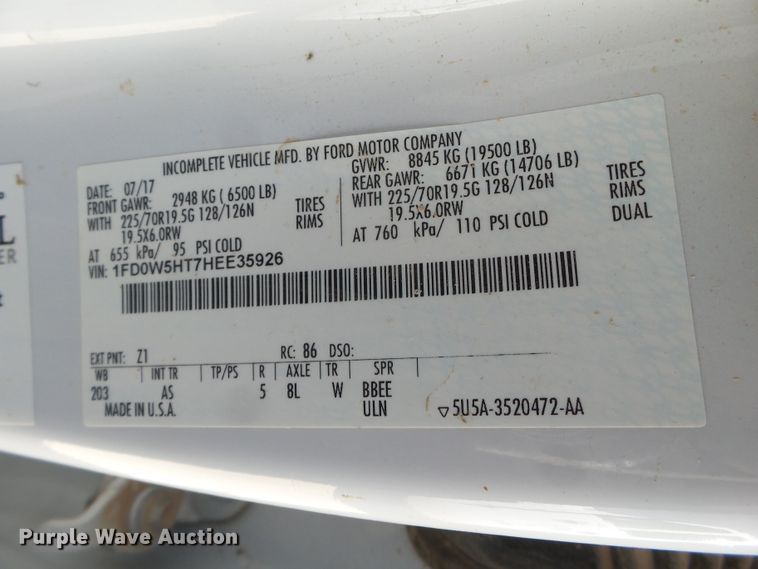 INCOMPLETE VEHICLE MFD. BY FORD MOTOR COMPANY
DATE: 07/17 GVWR: 8845 KG (19500 LB)
FRONT GAWR: 2948 KG ( 6500 LB) REAR GAWR: 6671 KG (14706 LB)
WITH 225/70R19.5G 128/126N TIRES WITH 225/70R19.5G 128/126N TIRES
19.5X6.0RW RIMS 19.5X6.0RW RIMS
AT 655 kPa/ 95 PSI COLD AT 760 kPa/ 110 PSI COLD DUAL
VIN: 1FD0W5HT7HEE35926
EXT PNT: Z1 RC: 86 DSO:
WB INT TR TP/PS R AXLE TR SPR
203 AS 5 8L W BBEE
MADE IN U.S.A. ULN ▽5U5A-3520472-AA
L
ER
t
Purple Wave Auction